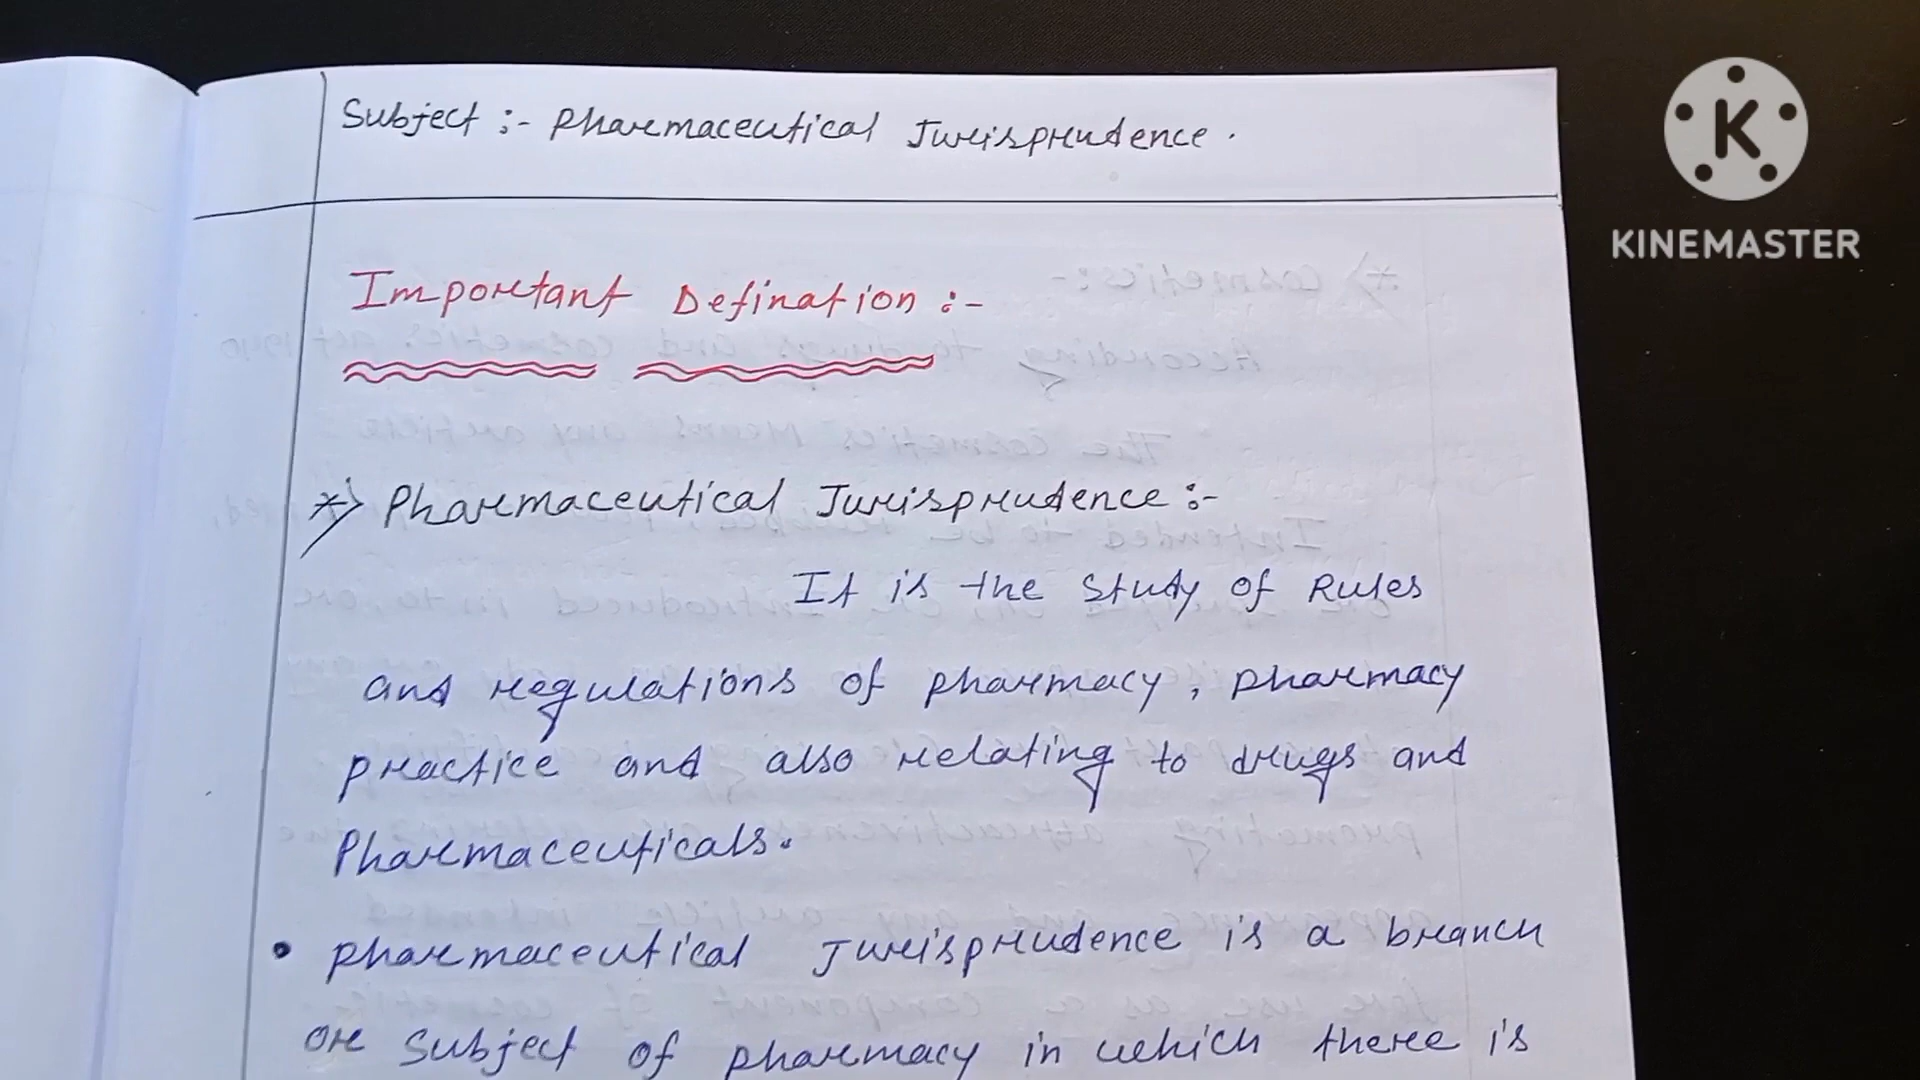 Subject :- Pharmaceutical Jurisprudence.
KINEMASTER
Important Defination :-
*) Pharmaceutical Jurisprudence :-
It is the study of Rules
and regulations of pharmacy, pharmacy
practice and also relating to drugs and
Pharmaceuticals.
• pharmaceutical Jurisprudence is a branch
or subject of pharmacy in which there is